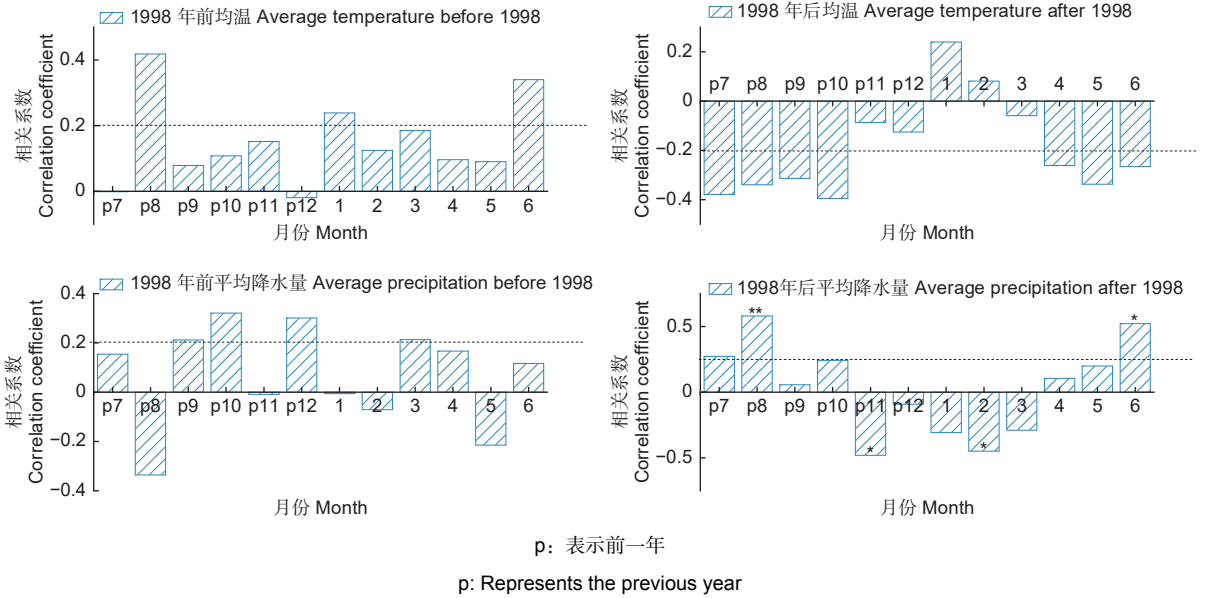 1998 年前均温 Average temperature before 1998
相关系数
Correlation coefficient
0.4
0.2
0
p7 p8 p9 p10 p11 p12 1 2 3 4 5 6
月份 Month
1998 年后均温 Average temperature after 1998
相关系数
Correlation coefficient
0.2
p7 p8 p9 p10 p11 p12 1 2 3 4 5 6
0
−0.2
−0.4
月份 Month
1998 年前平均降水量 Average precipitation before 1998
相关系数
Correlation coefficient
0.4
0.2
0
p7 p8 p9 p10 p11 p12 1 2 3 4 5 6
−0.2
−0.4
月份 Month
1998年后平均降水量 Average precipitation after 1998
相关系数
Correlation coefficient
** *
0.5
0
p7 p8 p9 p10 p11 p12 1 2 3 4 5 6
* *
−0.5
月份 Month
p：表示前一年
p: Represents the previous year